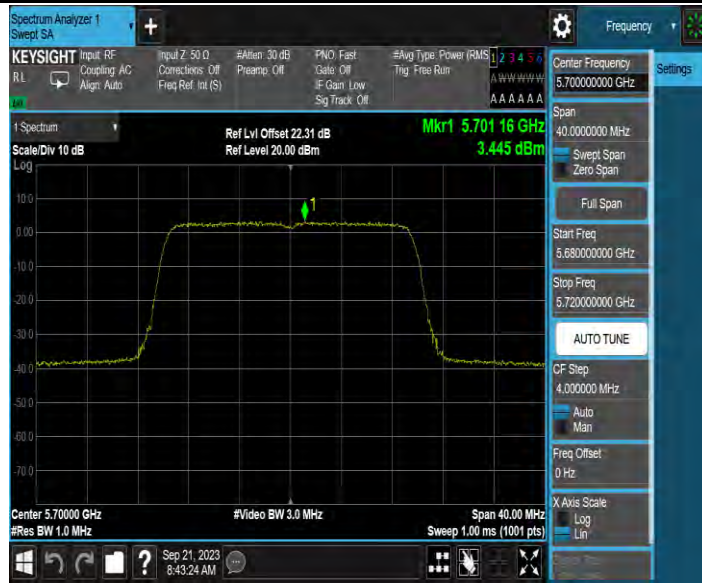 Spectrum Analyzer 1
Swept SA
+
Frequency
Settings
KEYSIGHT
RL
Input: RF
Coupling: AC
Align: Auto
Input Z: 50 Ω
Corrections: Off
Freq Ref: Int (S)
#Atten: 30 dB
Preamp: Off
PNO: Fast
Gate: Off
IF Gain: Low
Sig Track: Off
#Avg Type: Power (RMS
Trig: Free Run
1 2 3 4 5 6
A W W W W W
A A A A A A
1 Spectrum
Scale/Div 10 dB
Log
Ref Lvl Offset 22.31 dB
Ref Level 20.00 dBm
Mkr1 5.701 16 GHz
3.445 dBm
1
10.0
0.00
-10.0
-20.0
-30.0
-40.0
-50.0
-60.0
-70.0
Center 5.70000 GHz
#Res BW 1.0 MHz
#Video BW 3.0 MHz
Span 40.00 MHz
Sweep 1.00 ms (1001 pts)
Center Frequency
5.700000000 GHz
Span
40.0000000 MHz
Swept Span
Zero Span
Full Span
Start Freq
5.680000000 GHz
Stop Freq
5.720000000 GHz
AUTO TUNE
CF Step
4.000000 MHz
Auto
Man
Freq Offset
0 Hz
X Axis Scale
Log
Lin
?
Sep 21, 2023
8:43:24 AM